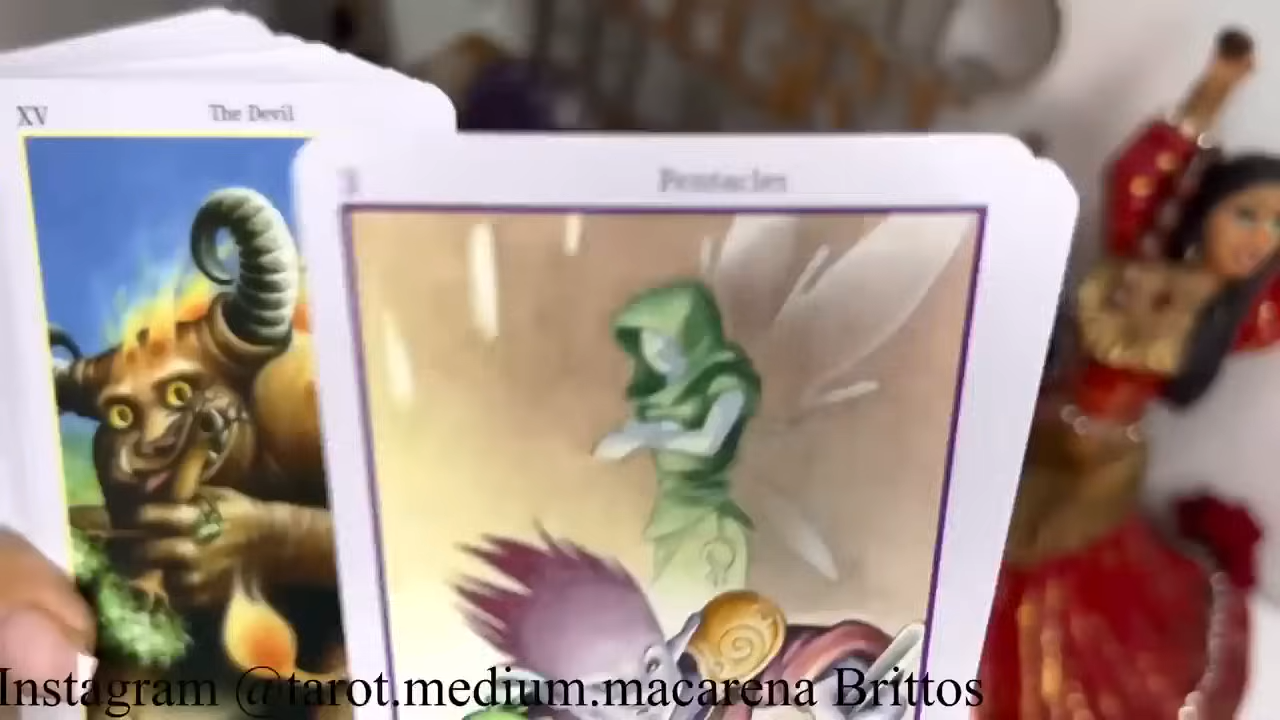 XV The Devil
Pentacles
Instagram @tarot.medium.macarena Brittos